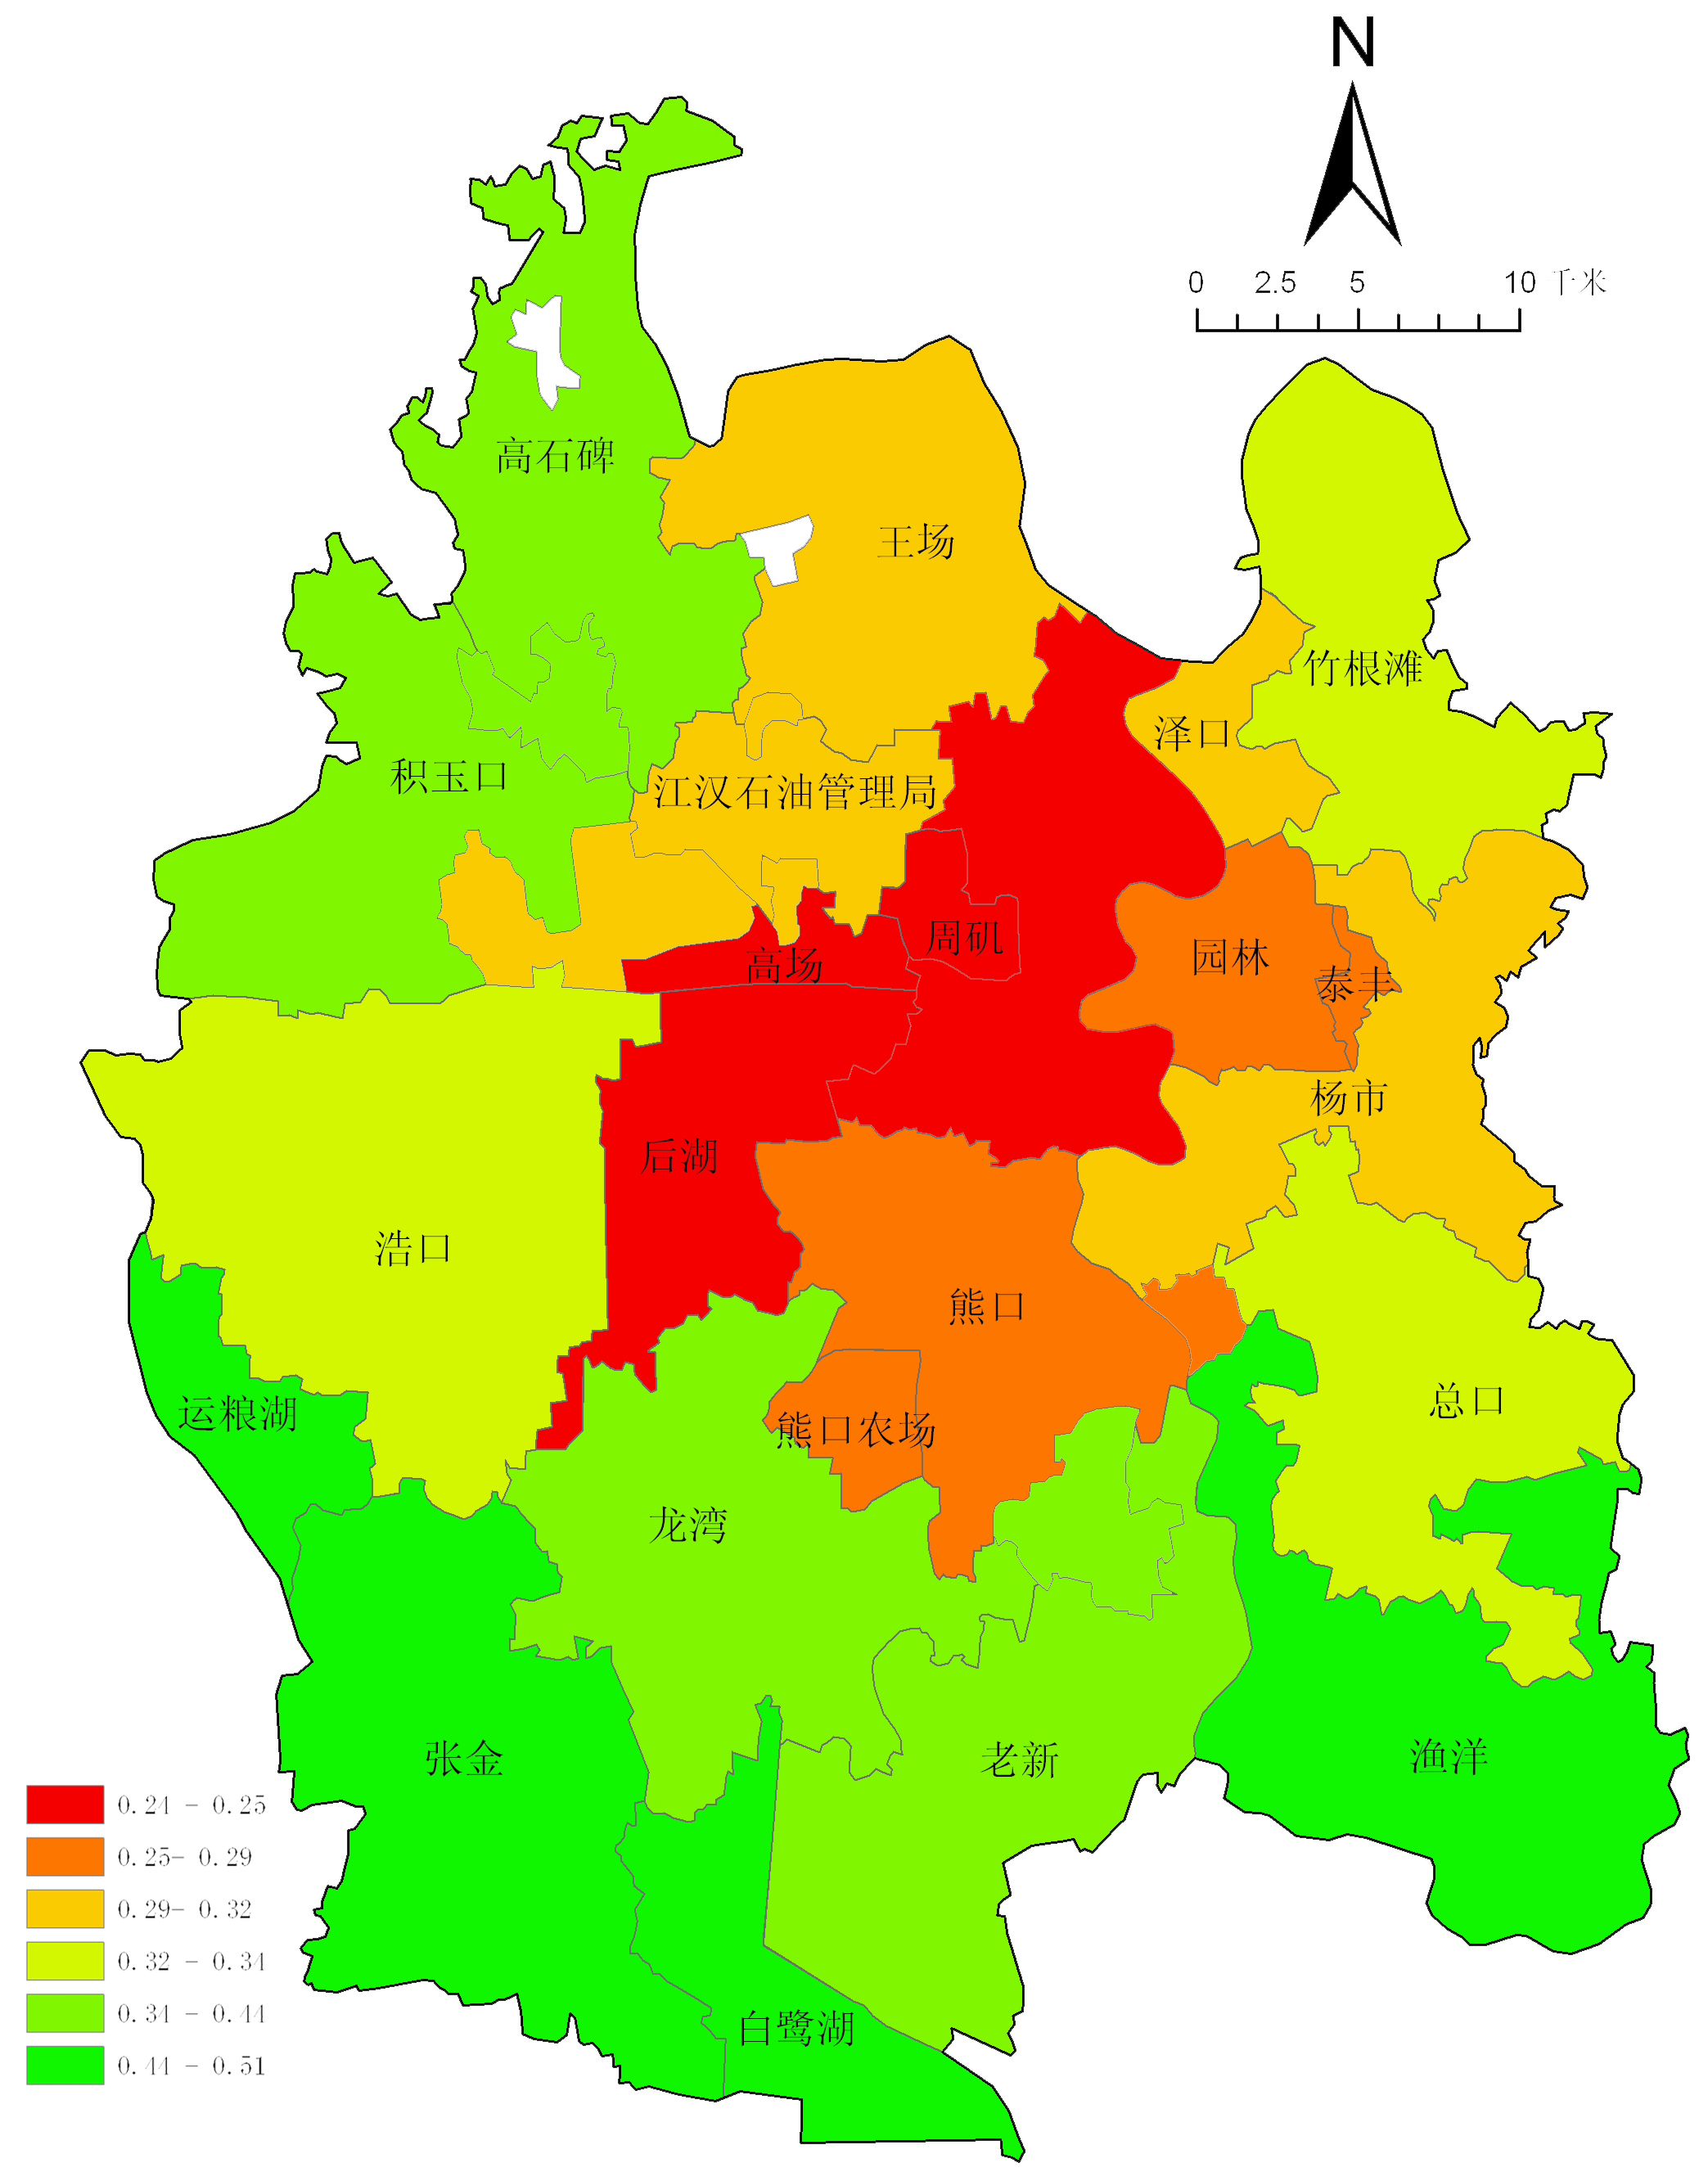 N
0 2.5 5 10 千米
高石碑
王场
竹根滩
泽口
积玉口
江汉石油管理局
周矶
高场
园林
泰丰
杨市
后湖
浩口
熊口
总口
运粮湖
熊口农场
龙湾
张金
老新
渔洋
白鹭湖
0.24 - 0.25
0.25- 0.29
0.29- 0.32
0.32 - 0.34
0.34 - 0.44
0.44 - 0.51